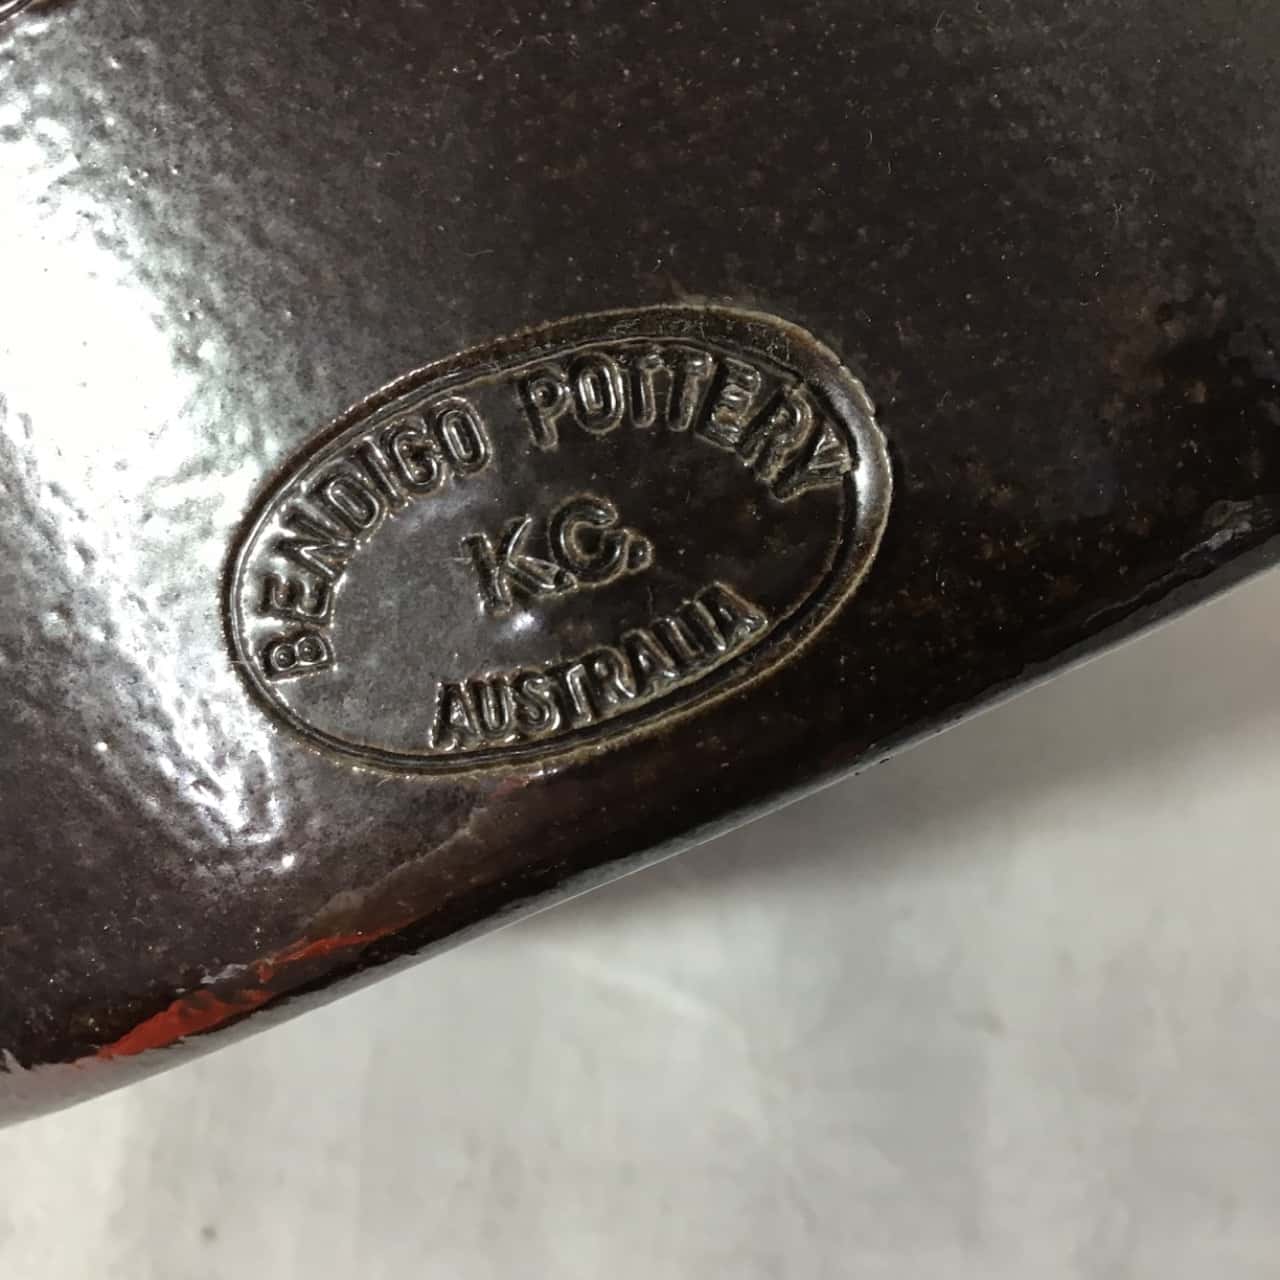 BENDIGO POTTERY
K.C.
AUSTRALIA